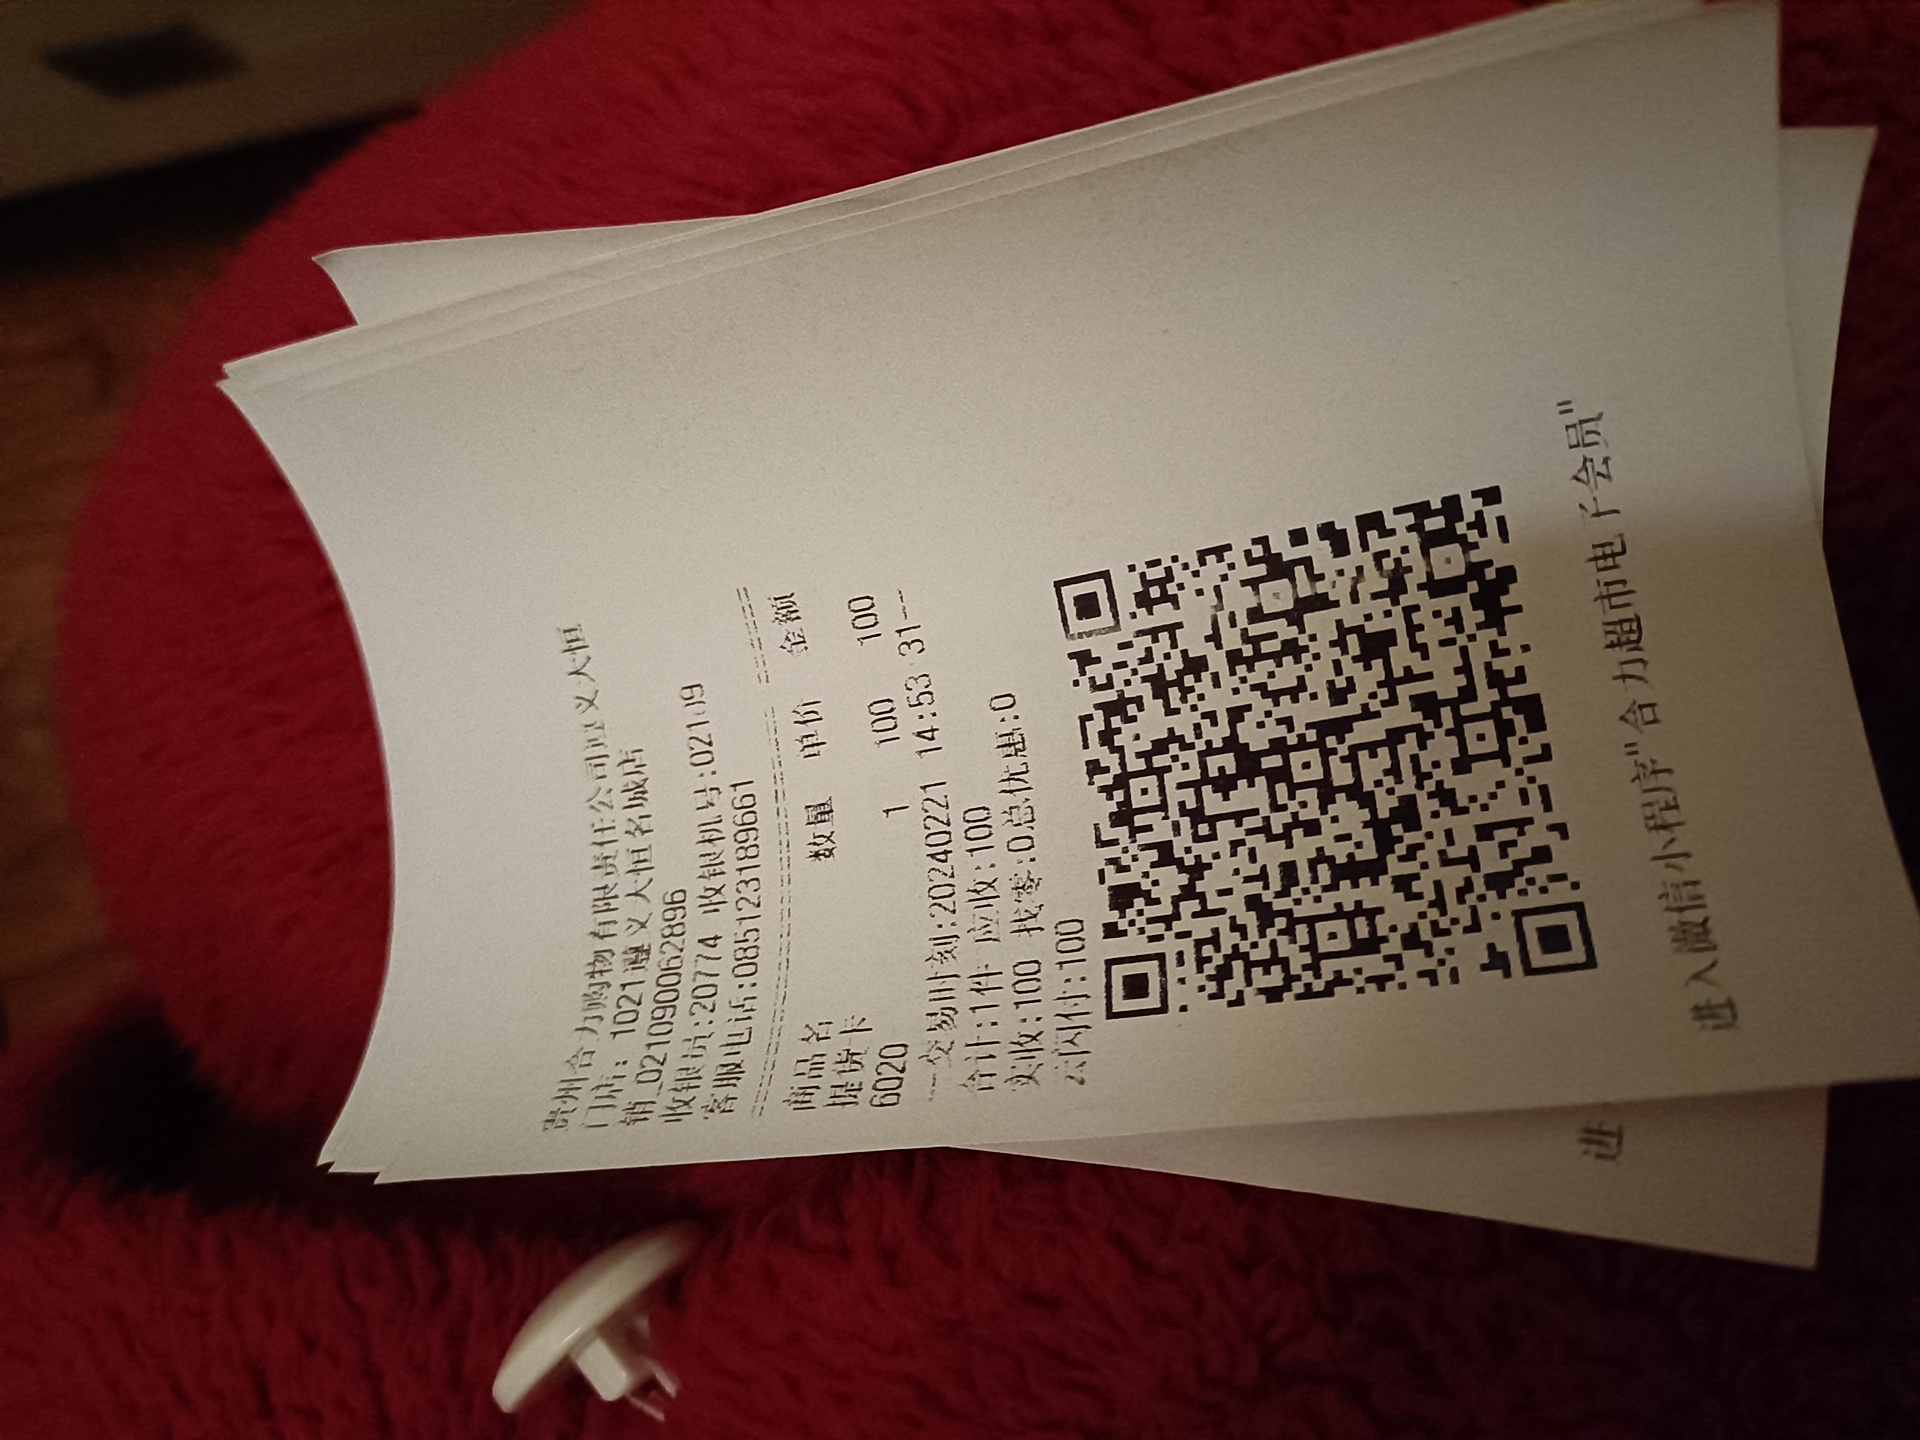 贵州合力购物有限责任公司遵义天恒
门店: 1021遵义天恒名城店
销_0210900062896
收银员:20774 收银机号:02109
客服电话:085123189661
商品名 数量 单价 金额
提货卡
6020 1 100 100
---交易时刻:20240221 14:53:31---
合计:1件 应收:100
实收:100 找零:0总优惠:0
云闪付:100
进入微信小程序"合力超市电子会员"
进